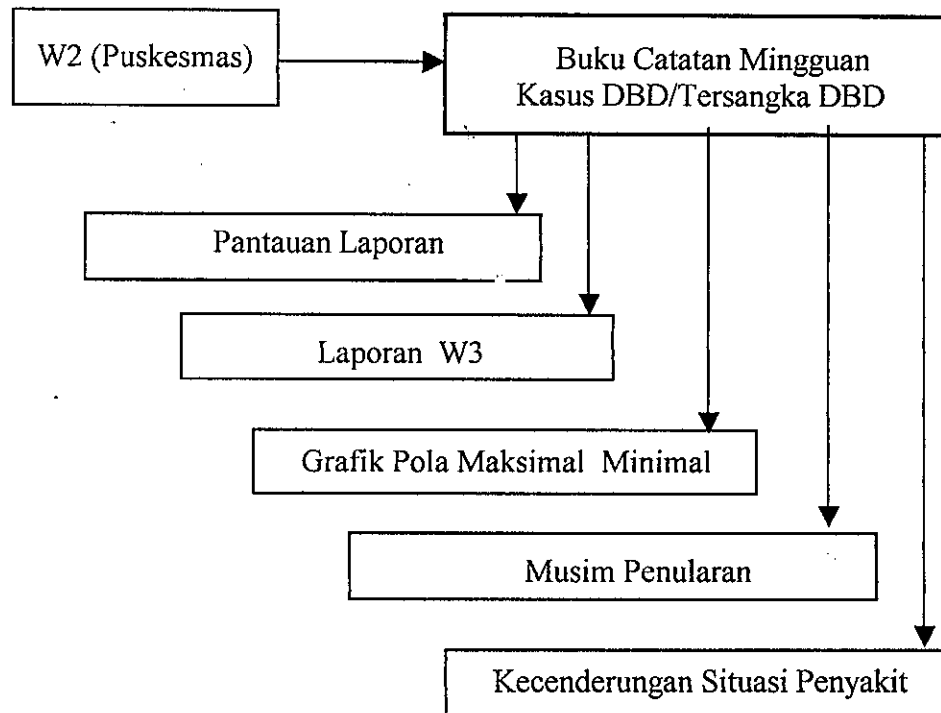 W2 (Puskesmas)
Buku Catatan Mingguan
Kasus DBD/Tersangka DBD
Pantauan Laporan
Laporan W3
Grafik Pola Maksimal Minimal
Musim Penularan
Kecenderungan Situasi Penyakit